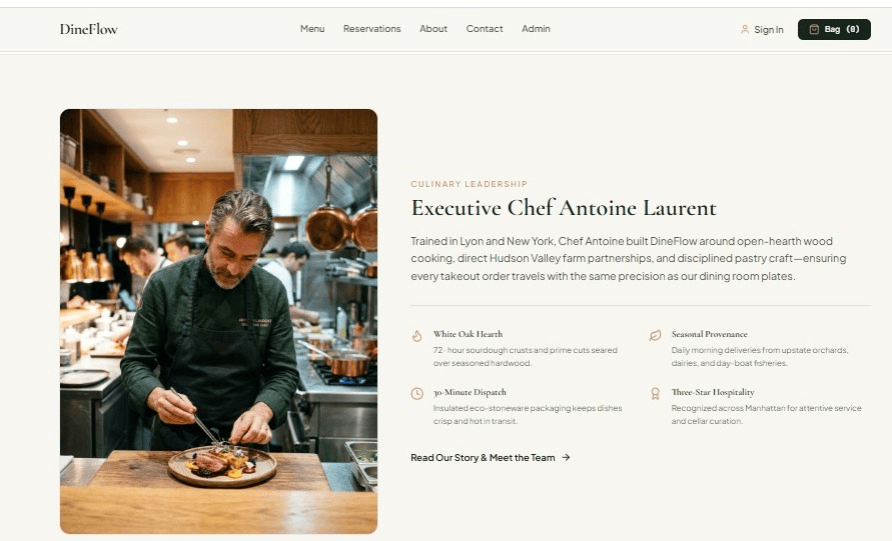 DineFlow
Menu
Reservations
About
Contact
Admin
Sign In
Bag (0)
CULINARY LEADERSHIP
Executive Chef Antoine Laurent
Trained in Lyon and New York, Chef Antoine built DineFlow around open-hearth wood
cooking, direct Hudson Valley farm partnerships, and disciplined pastry craft—ensuring
every takeout order travels with the same precision as our dining room plates.
White Oak Hearth
72-hour sourdough crusts and prime cuts seared
over seasoned hardwood.
Seasonal Provenance
Daily morning deliveries from upstate orchards,
dairies, and day-boat fisheries.
30-Minute Dispatch
Insulated eco-stoneware packaging keeps dishes
crisp and hot in transit.
Three-Star Hospitality
Recognized across Manhattan for attentive service
and cellar curation.
Read Our Story & Meet the Team →